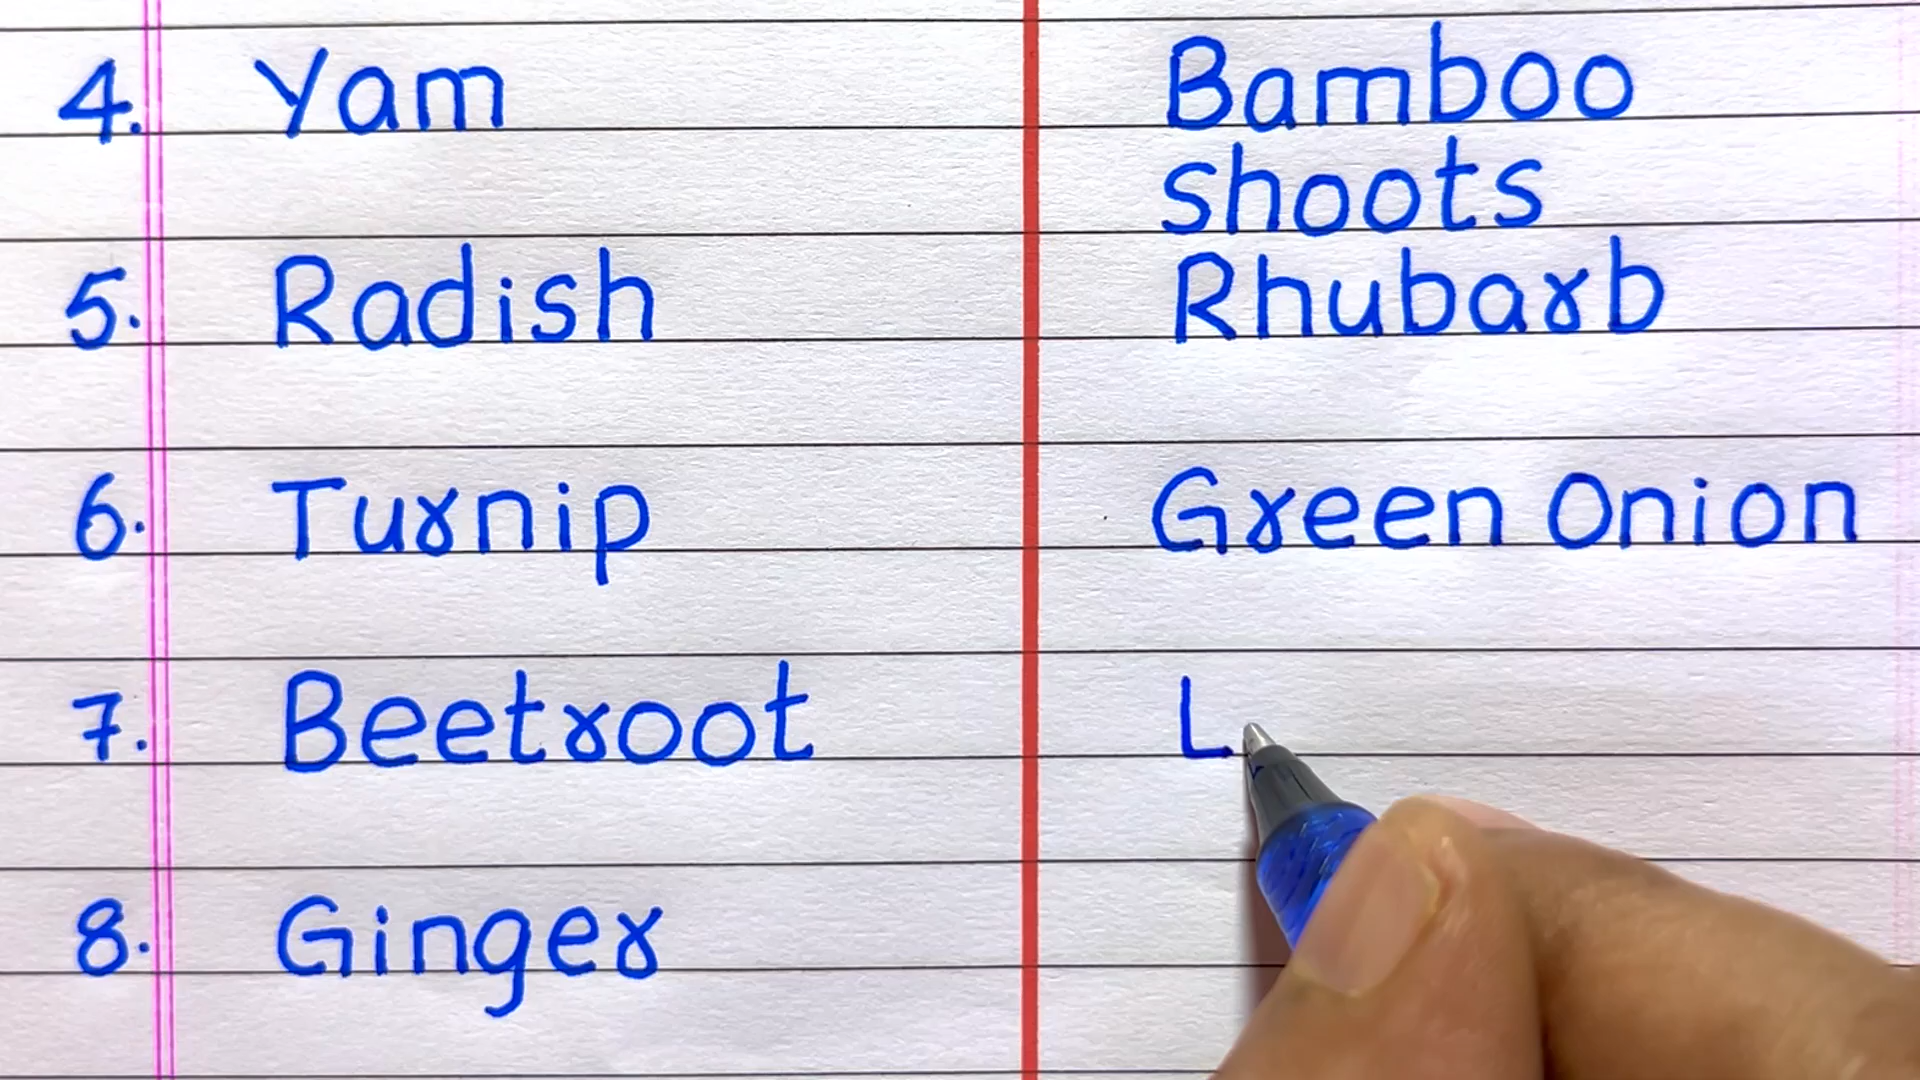 4. Yam Bamboo
shoots
5. Radish Rhubarb
6. Turnip Green Onion
7. Beetroot L
8. Ginger